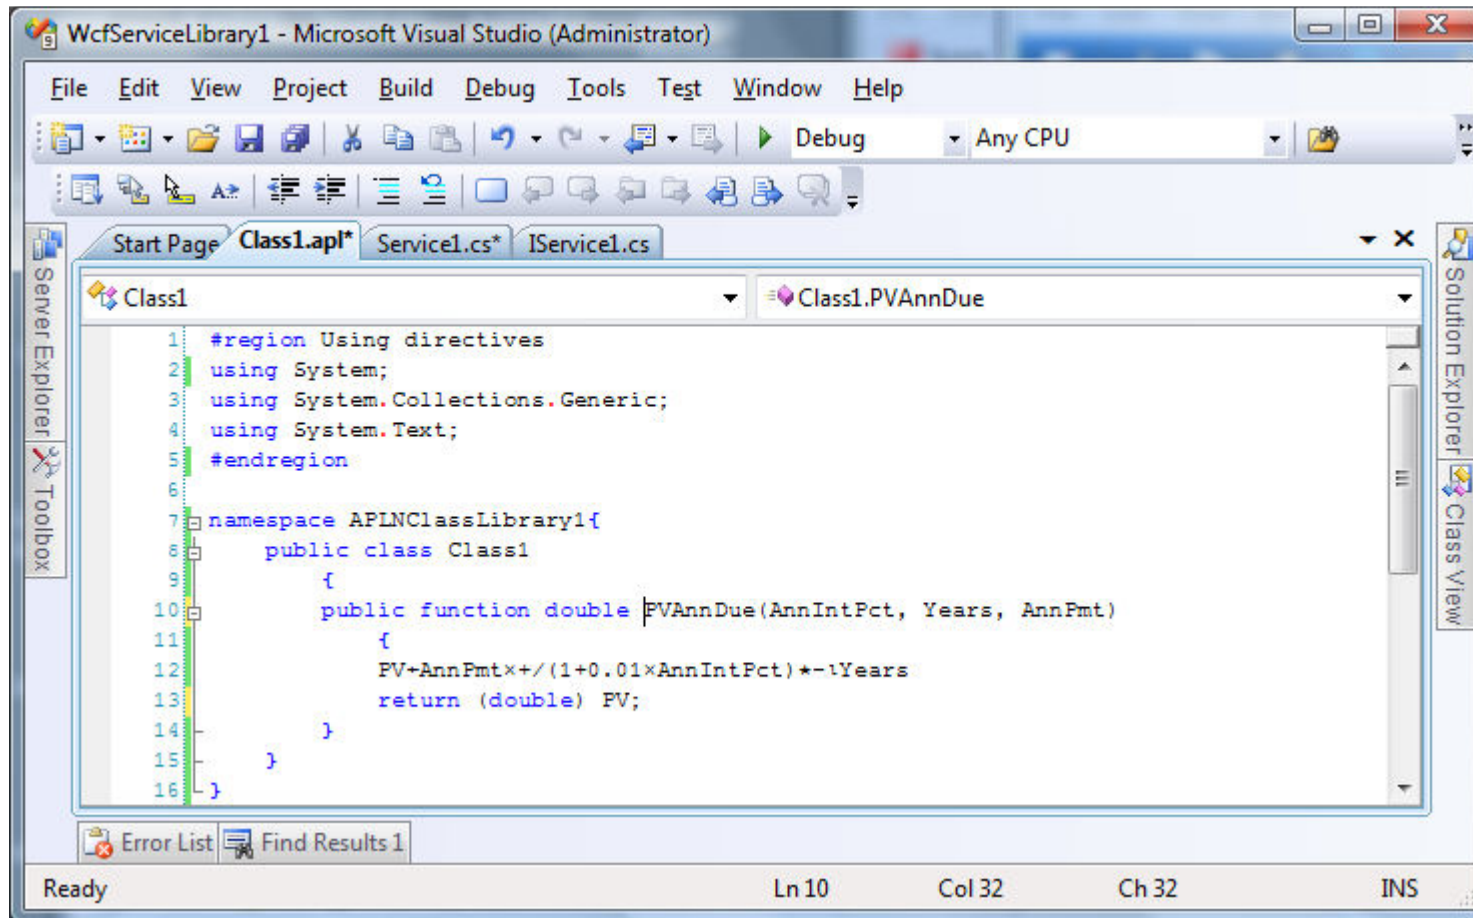 WcfServiceLibrary1 - Microsoft Visual Studio (Administrator)
File Edit View Project Build Debug Tools Test Window Help
Debug Any CPU
Start Page Class1.apl* Service1.cs* IService1.cs
Server Explorer
Toolbox
Solution Explorer
Class View
Class1 Class1.PVAnnDue
1 #region Using directives
2 using System;
3 using System.Collections.Generic;
4 using System.Text;
5 #endregion
6
7 namespace APLNClassLibrary1{
8 public class Class1
9 {
10 public function double PVAnnDue(AnnIntPct, Years, AnnPmt)
11 {
12 PV←AnnPmt×+/(1+0.01×AnnIntPct)*-⍳Years
13 return (double) PV;
14 }
15 }
16 }
Error List Find Results 1
Ready Ln 10 Col 32 Ch 32 INS